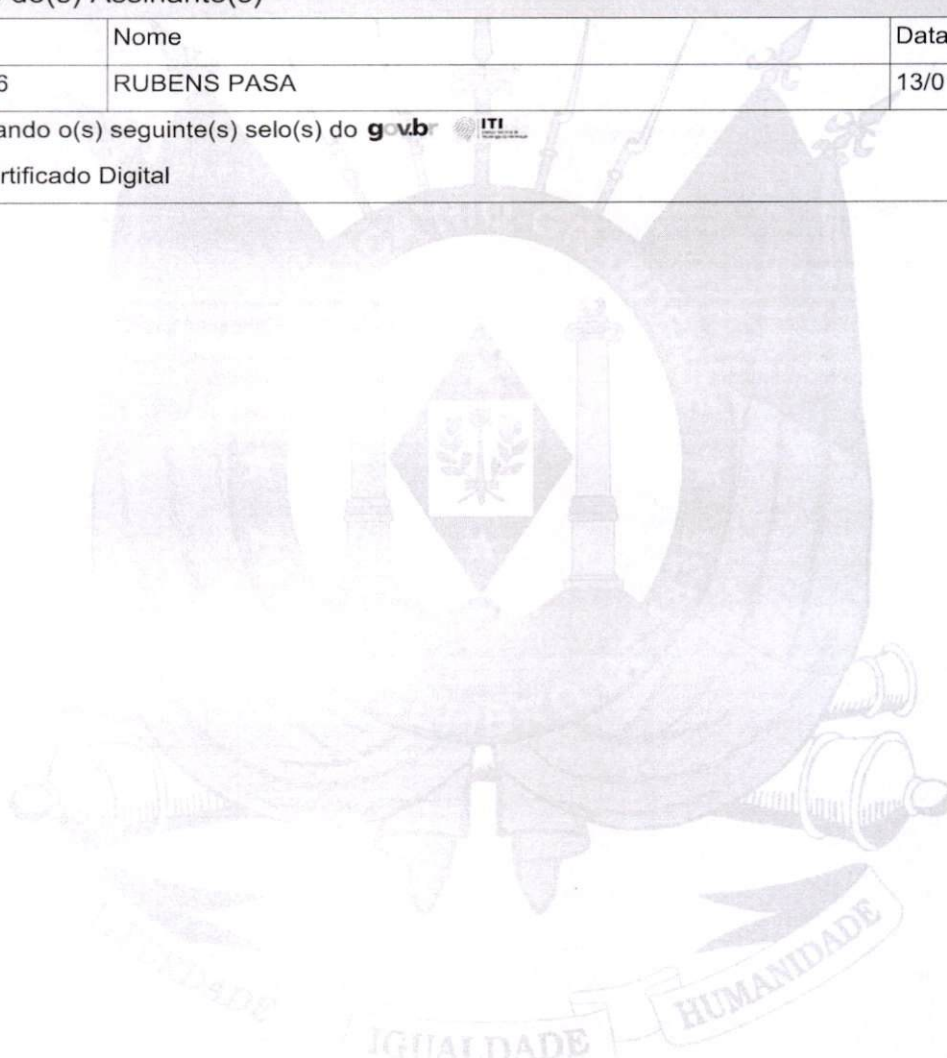 do(s) Assinante(s)
Nome Data
6 RUBENS PASA 13/0
ando o(s) seguinte(s) selo(s) do gov.br ITI
rtificado Digital
IGUALDADE HUMANIDADE